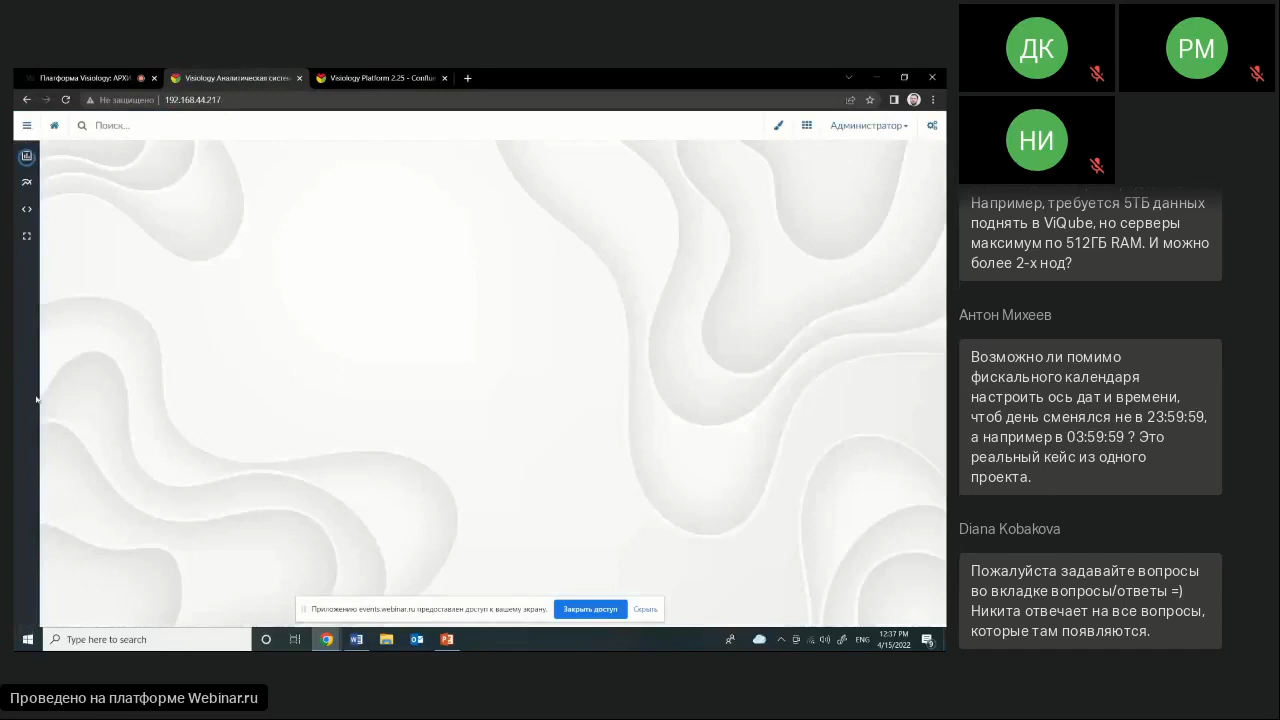 Платформа Visiology: АРХИ
Visiology Аналитическая систем
Visiology Platform 2.25 - Conflu
Не защищено
192.168.44.217
Поиск...
Администратор
Приложению events.webinar.ru предоставлен доступ к вашему экрану.
Закрыть доступ
Скрыть
Type here to search
ENG
12:37 PM
4/15/2022
9
ДК
РМ
НИ
Например, требуется 5ТБ данных
поднять в ViQube, но серверы
максимум по 512ГБ RAM. И можно
более 2-х нод?
Антон Михеев
Возможно ли помимо
фискального календаря
настроить ось дат и времени,
чтоб день сменялся не в 23:59:59,
а например в 03:59:59 ? Это
реальный кейс из одного
проекта.
Diana Kobakova
Пожалуйста задавайте вопросы
во вкладке вопросы/ответы =)
Никита отвечает на все вопросы,
которые там появляются.
Проведено на платформе Webinar.ru